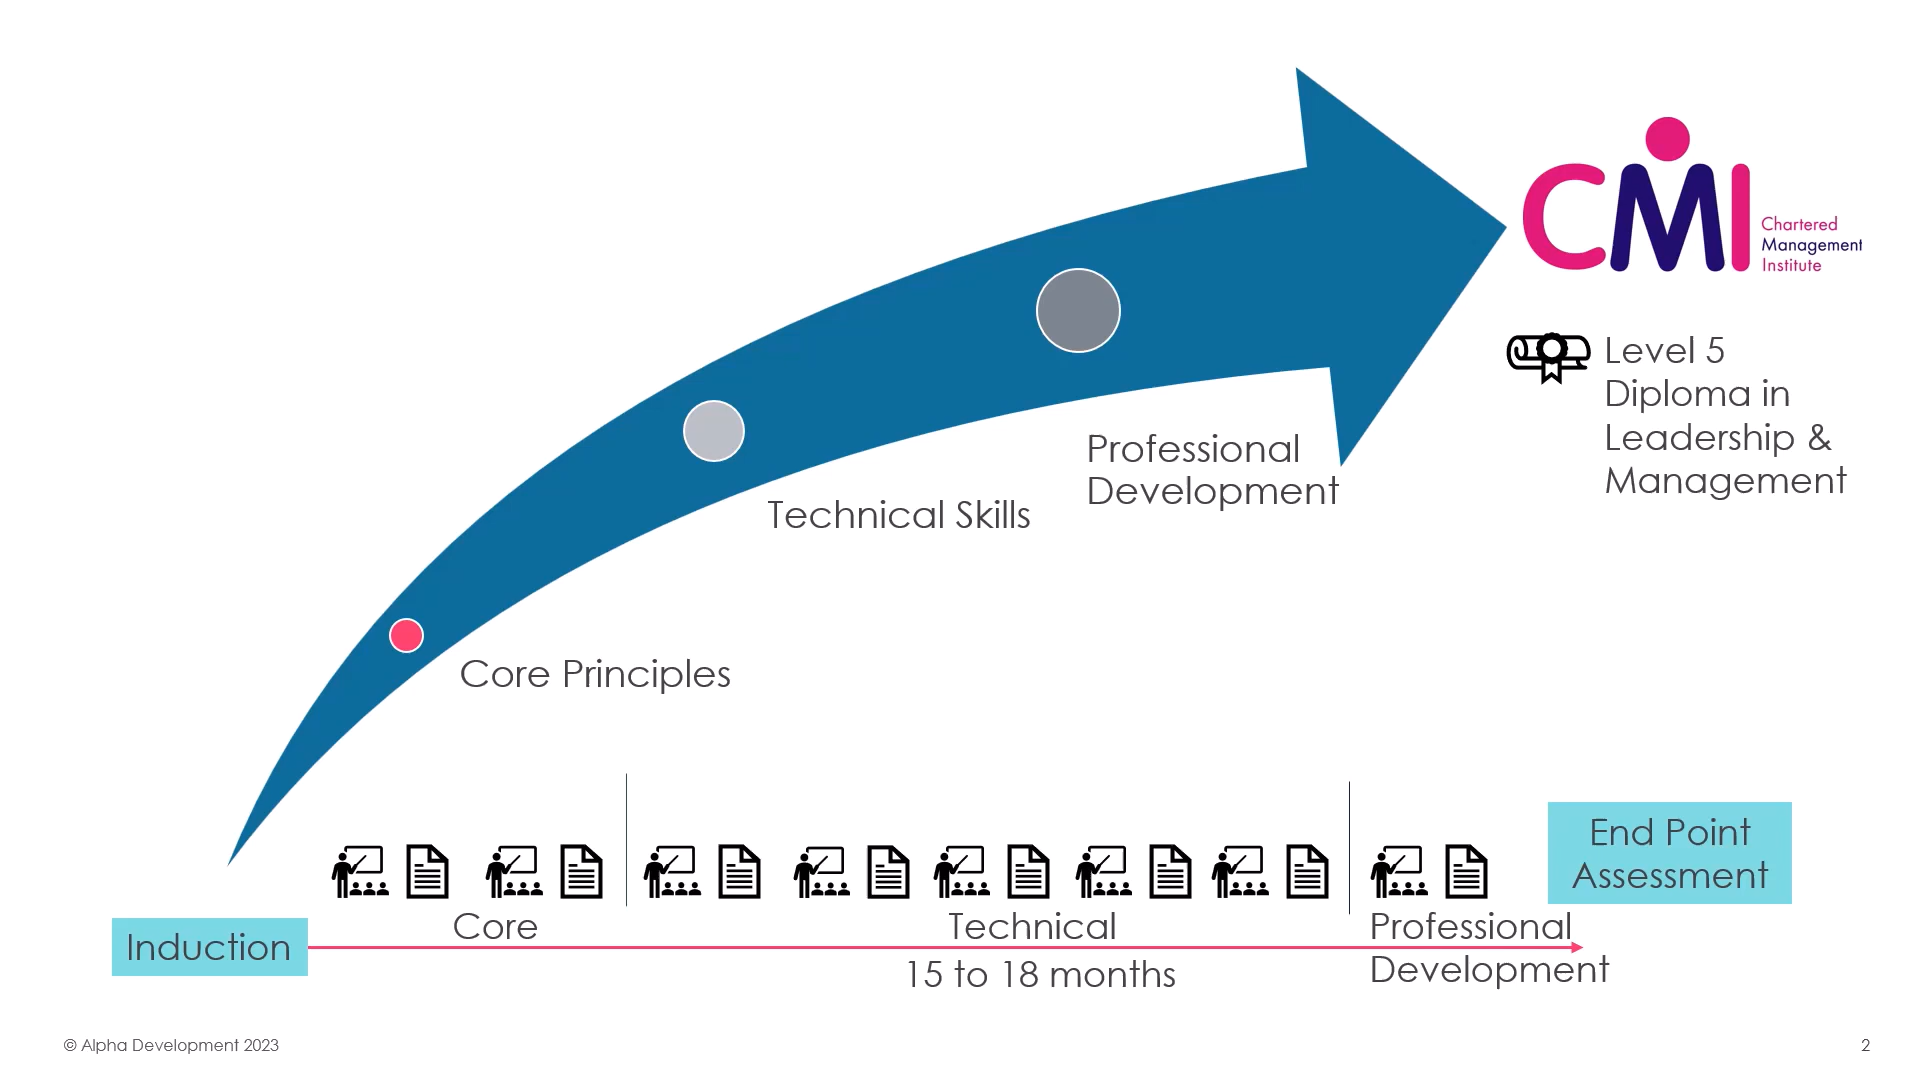 CMI
Chartered
Management
Institute
Level 5
Diploma in
Leadership &
Management
Professional
Development
Technical Skills
Core Principles
End Point
Assessment
Core
Technical
Professional
Development
Induction
15 to 18 months
© Alpha Development 2023
2